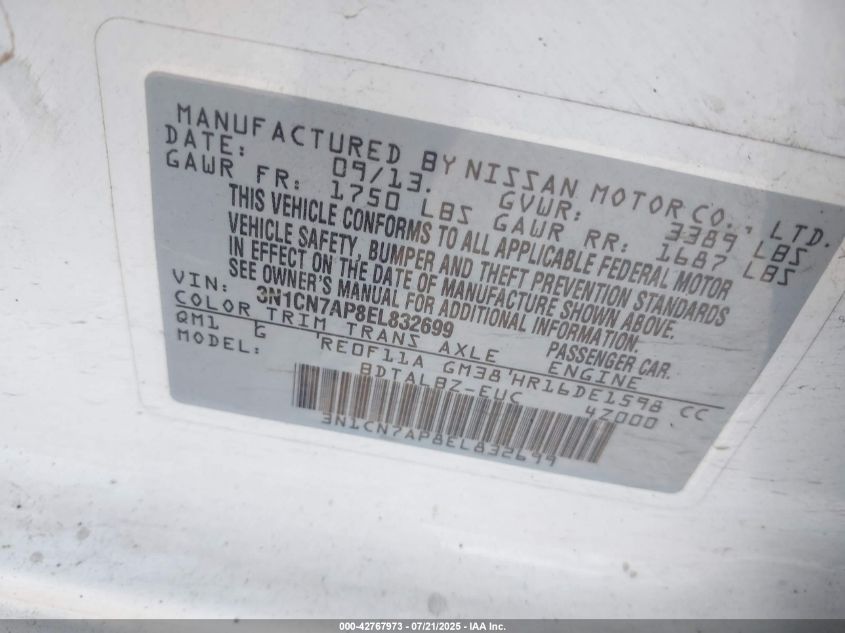 MANUFACTURED BY NISSAN MOTOR CO., LTD.
DATE: 09/13. GVWR: 3389 LBS
GAWR FR: 1750 LBS GAWR RR: 1687 LBS
THIS VEHICLE CONFORMS TO ALL APPLICABLE FEDERAL MOTOR
VEHICLE SAFETY, BUMPER AND THEFT PREVENTION STANDARDS
IN EFFECT ON THE DATE OF MANUFACTURE SHOWN ABOVE.
SEE OWNER'S MANUAL FOR ADDITIONAL INFORMATION.
VIN: 3N1CN7AP8EL832699 PASSENGER CAR.
COLOR TRIM TRANS AXLE ENGINE
QM1 G RE0F11A GM38 HR16DE1598 CC
MODEL: BDTALBZ-EUC 4Z000.
3N1CN7AP8EL832699
000-42767973 - 07/21/2025 - IAA Inc.